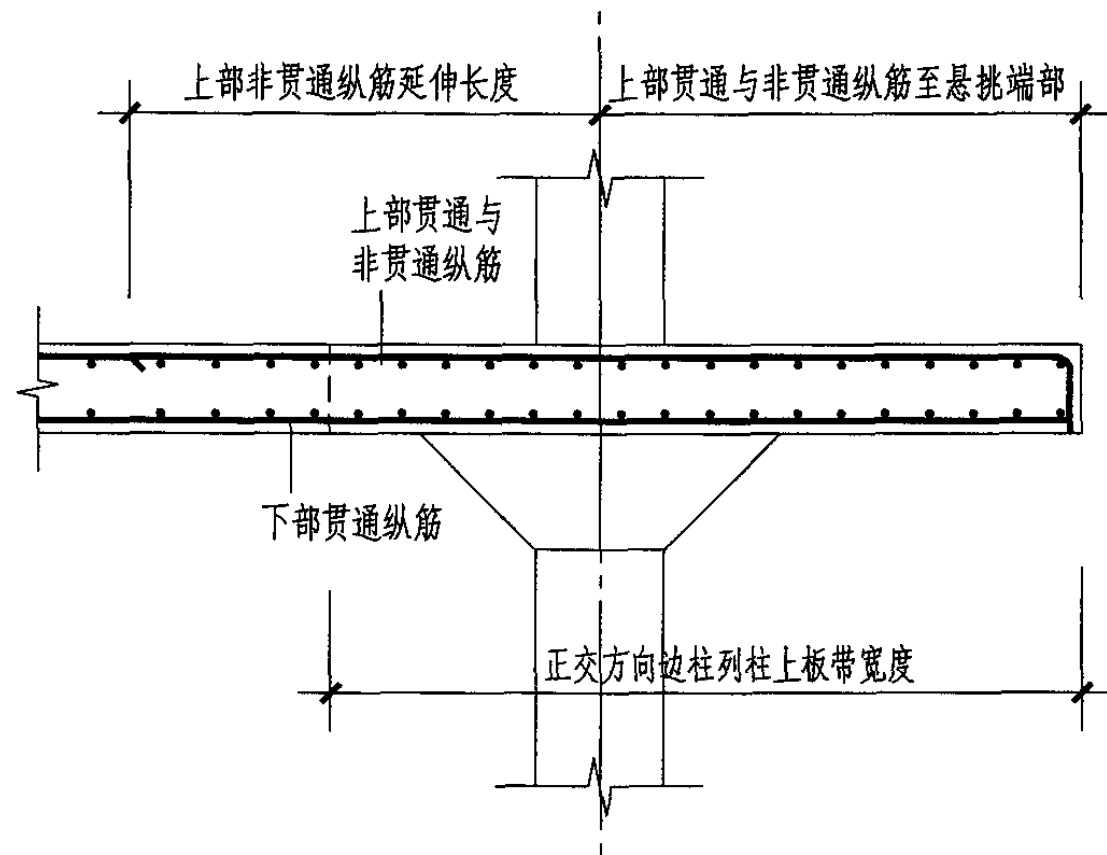 上部非贯通纵筋延伸长度
上部贯通与非贯通纵筋至悬挑端部
上部贯通与
非贯通纵筋
下部贯通纵筋
正交方向边柱列柱上板带宽度